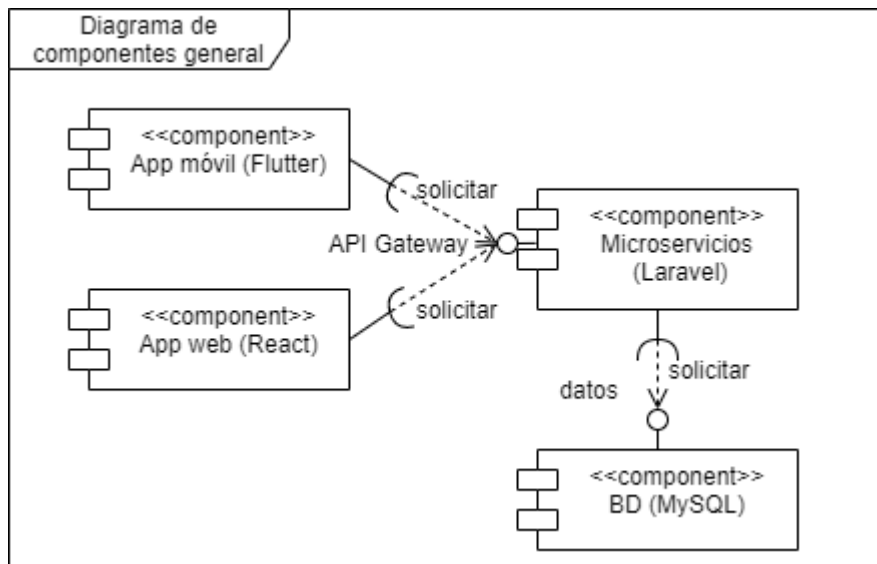 Diagrama de
componentes general
<<component>>
App móvil (Flutter)
solicitar
<<component>>
Microservicios
(Laravel)
API Gateway
<<component>>
App web (React)
solicitar
solicitar
datos
<<component>>
BD (MySQL)